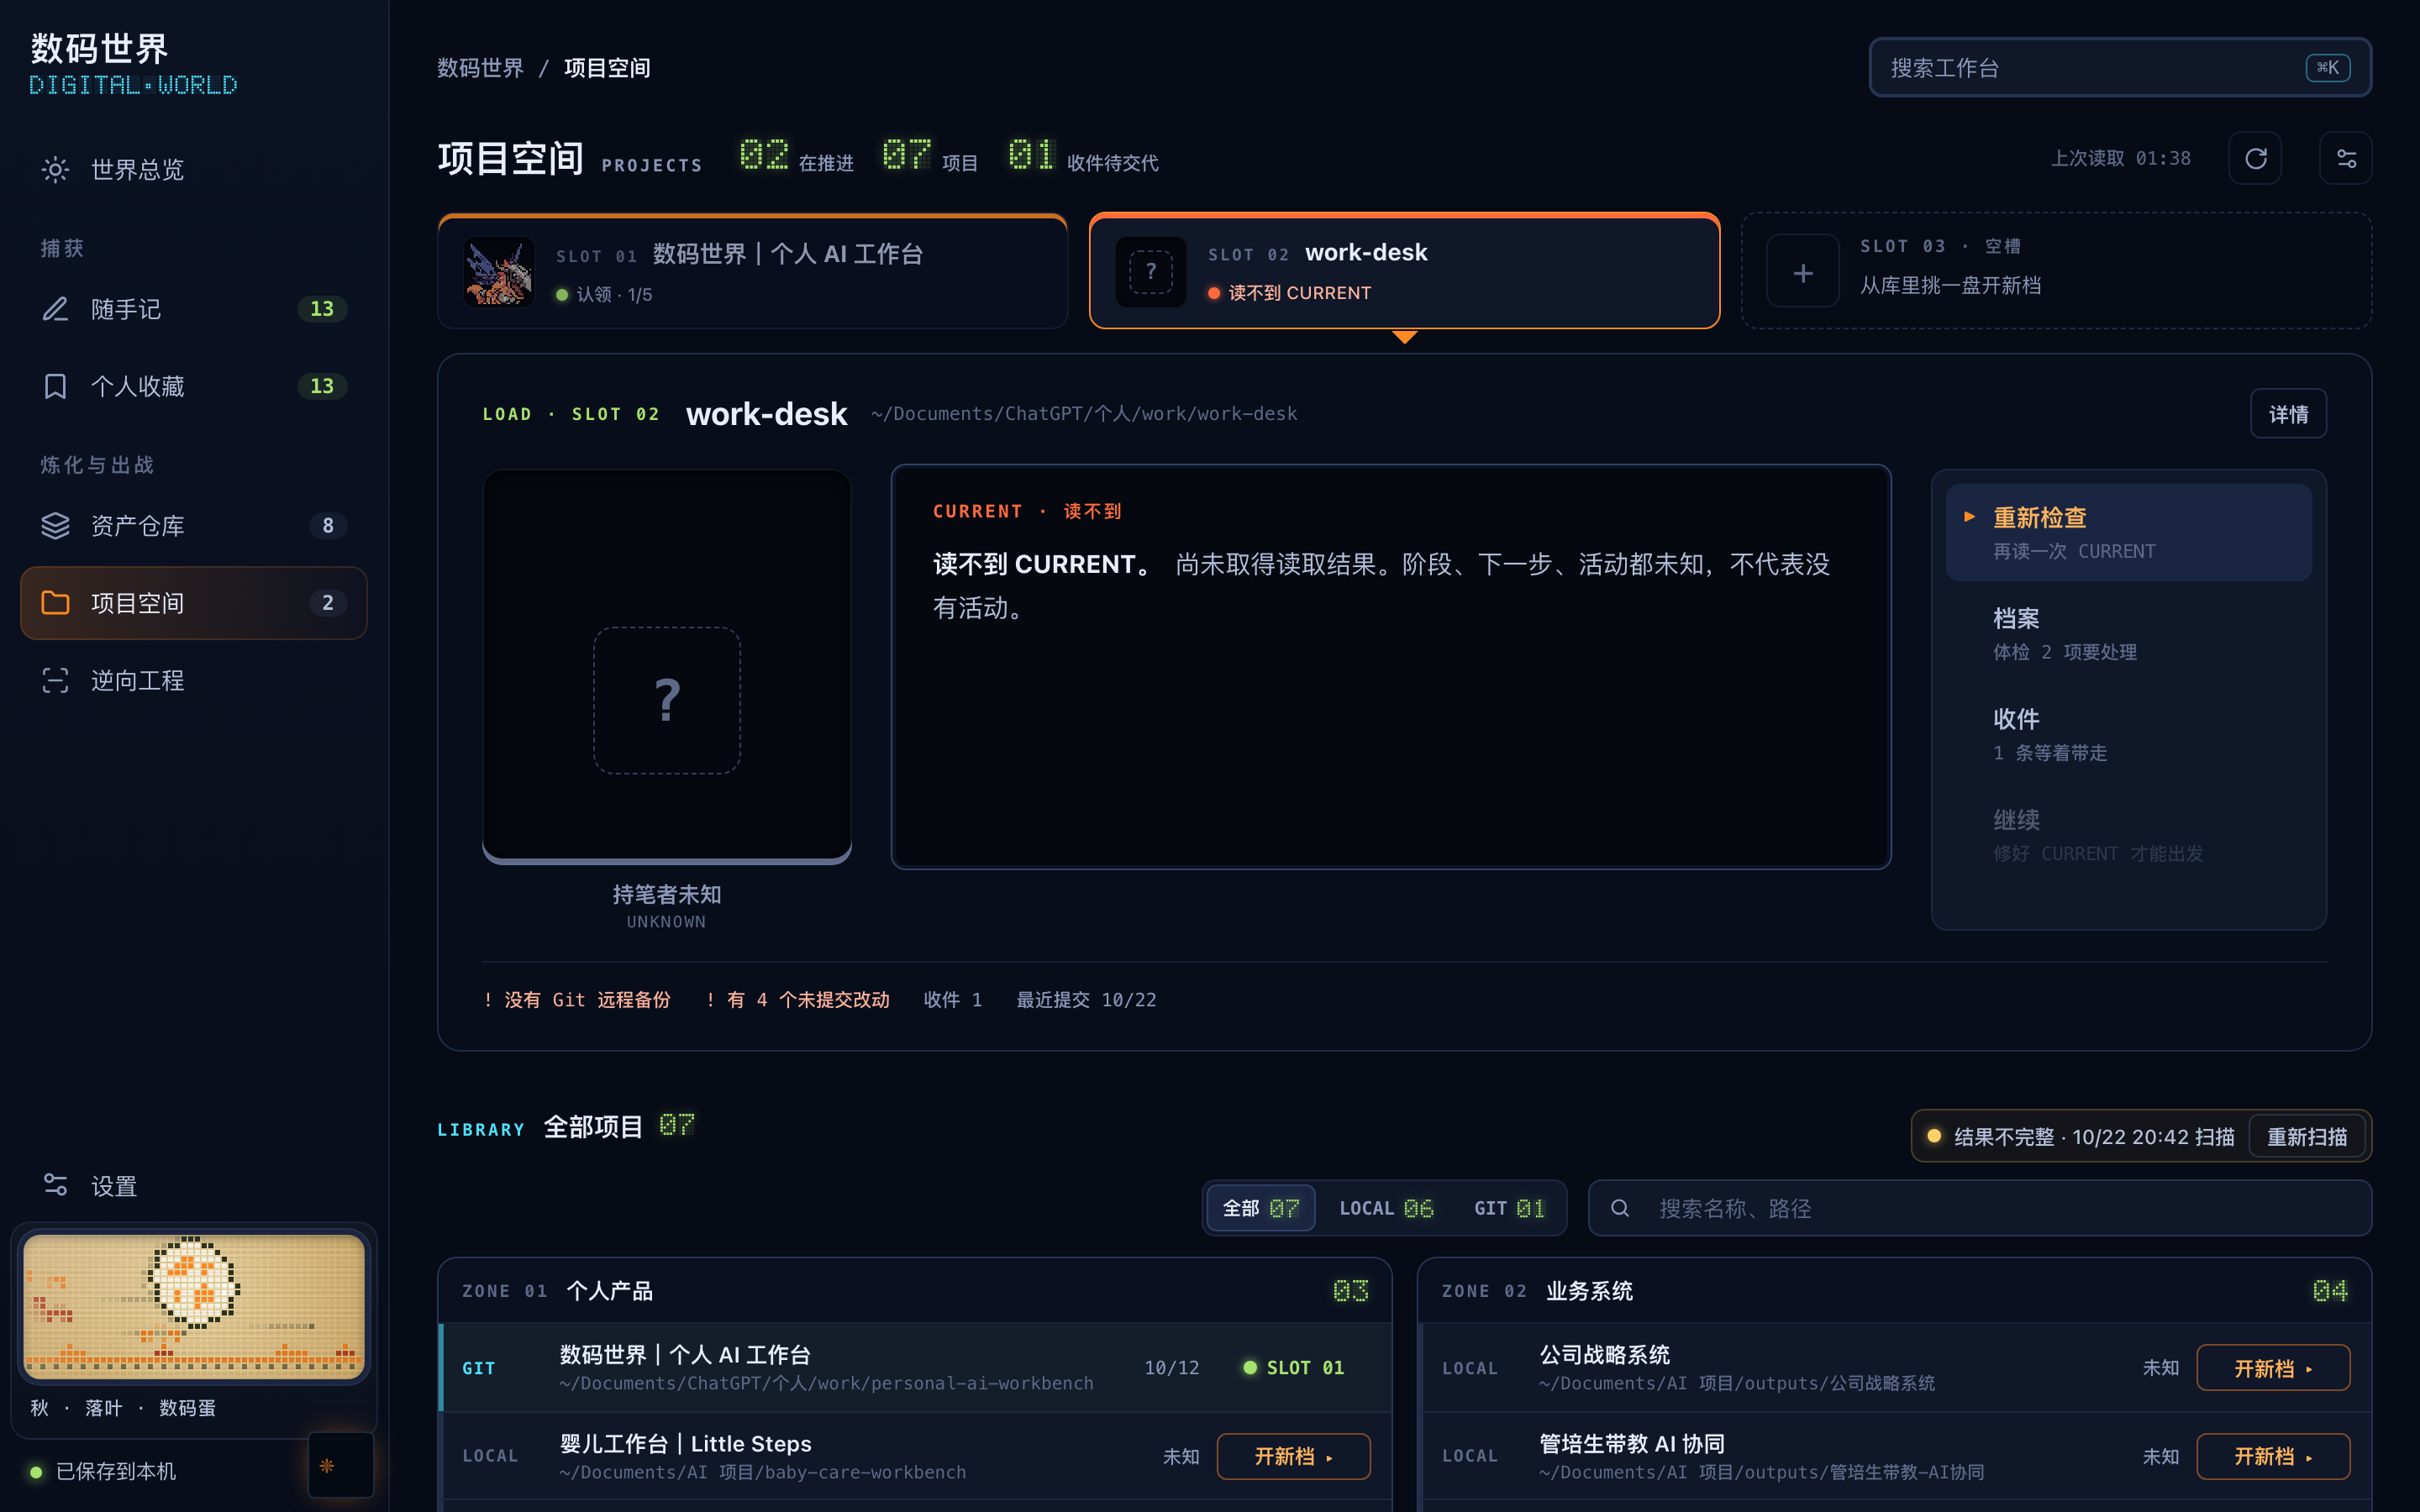 数码世界
DIGITAL·WORLD
世界总览
捕获
随手记 13
个人收藏 13
炼化与出战
资产仓库 8
项目空间 2
逆向工程
设置
秋 · 落叶 · 数码蛋
已保存到本机
数码世界 / 项目空间
搜索工作台 ⌘K
项目空间 PROJECTS 02 在推进 07 项目 01 收件待交代
上次读取 01:38
SLOT 01 数码世界｜个人 AI 工作台
认领 · 1/5
? SLOT 02 work-desk
读不到 CURRENT
+ SLOT 03 · 空槽
从库里挑一盘开新档
LOAD · SLOT 02 work-desk ~/Documents/ChatGPT/个人/work/work-desk
详情
?
持笔者未知
UNKNOWN
CURRENT · 读不到
读不到 CURRENT。 尚未取得读取结果。阶段、下一步、活动都未知，不代表没
有活动。
▶ 重新检查
再读一次 CURRENT
档案
体检 2 项要处理
收件
1 条等着带走
继续
修好 CURRENT 才能出发
! 没有 Git 远程备份 ! 有 4 个未提交改动 收件 1 最近提交 10/22
LIBRARY 全部项目 07
结果不完整 · 10/22 20:42 扫描 重新扫描
全部 07 LOCAL 06 GIT 01
搜索名称、路径
ZONE 01 个人产品 03
GIT 数码世界｜个人 AI 工作台 10/12 SLOT 01
~/Documents/ChatGPT/个人/work/personal-ai-workbench
LOCAL 婴儿工作台｜Little Steps 未知 开新档 ▸
~/Documents/AI 项目/baby-care-workbench
ZONE 02 业务系统 04
LOCAL 公司战略系统 未知 开新档 ▸
~/Documents/AI 项目/outputs/公司战略系统
LOCAL 管培生带教 AI 协同 未知 开新档 ▸
~/Documents/AI 项目/outputs/管培生带教-AI协同